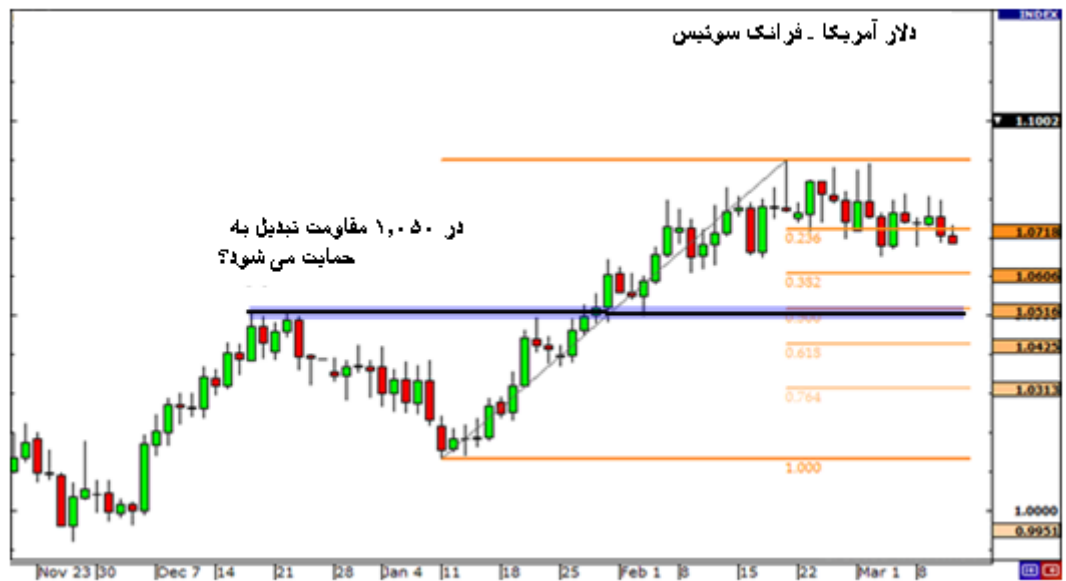 INDEX
دلار آمریکا - فرانک سوئیس
1.1002
در ۱,۰۵۰ مقاومت تبدیل به
حمایت می شود؟
0.236
1.0718
0.382
1.0606
1.0516
0.500
1.0425
0.618
1.0313
0.764
1.000
1.0000
0.9951
Nov 23 30 Dec 7 14 21 28 Jan 4 11 18 25 Feb 1 8 15 22 Mar 1 8